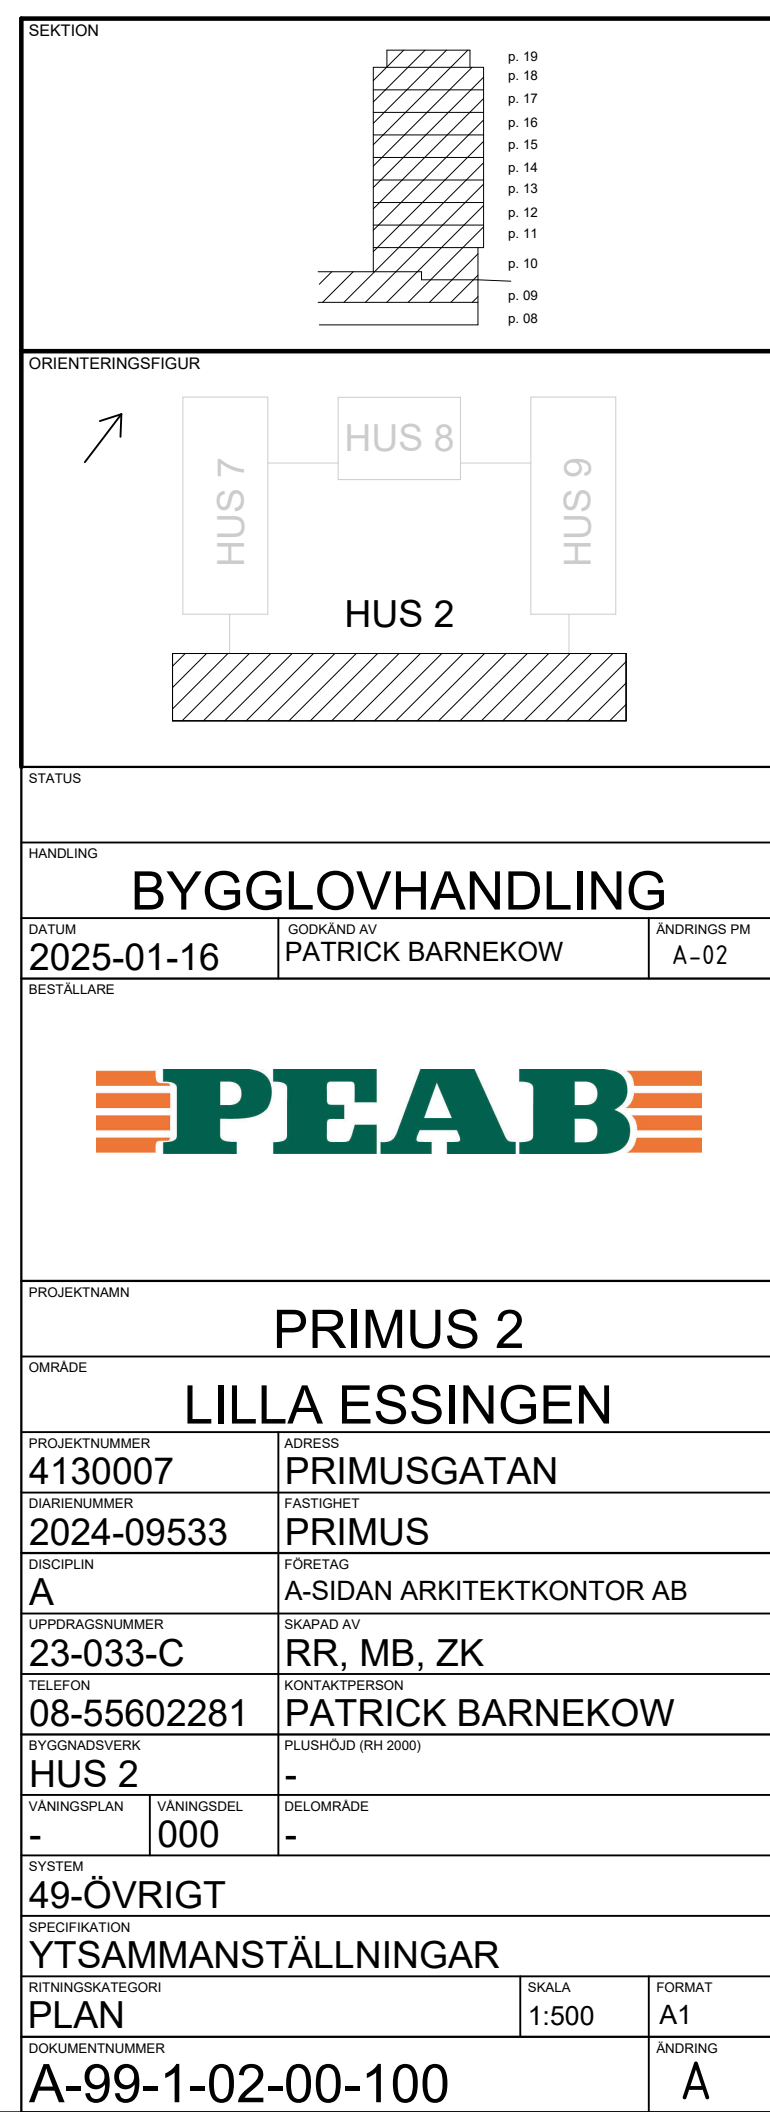 SEKTION
p. 19
p. 18
p. 17
p. 16
p. 15
p. 14
p. 13
p. 12
p. 11
p. 10
p. 09
p. 08
ORIENTERINGSFIGUR
HUS 7
HUS 8
HUS 9
HUS 2
STATUS
HANDLING
BYGGLOVHANDLING
DATUM
2025-01-16
GODKÄND AV
PATRICK BARNEKOW
ÄNDRINGS PM
A-02
BESTÄLLARE
PEAB
PROJEKTNAMN
PRIMUS 2
OMRÅDE
LILLA ESSINGEN
PROJEKTNUMMER
4130007
ADRESS
PRIMUSGATAN
DIARIENUMMER
2024-09533
FASTIGHET
PRIMUS
DISCIPLIN
A
FÖRETAG
A-SIDAN ARKITEKTKONTOR AB
UPPDRAGSNUMMER
23-033-C
SKAPAD AV
RR, MB, ZK
TELEFON
08-55602281
KONTAKTPERSON
PATRICK BARNEKOW
BYGGNADSVERK
HUS 2
PLUSHÖJD (RH 2000)
-
VÅNINGSPLAN
-
VÅNINGSDEL
000
DELOMRÅDE
-
SYSTEM
49-ÖVRIGT
SPECIFIKATION
YTSAMMANSTÄLLNINGAR
RITNINGSKATEGORI
PLAN
SKALA
1:500
FORMAT
A1
DOKUMENTNUMMER
A-99-1-02-00-100
ÄNDRING
A